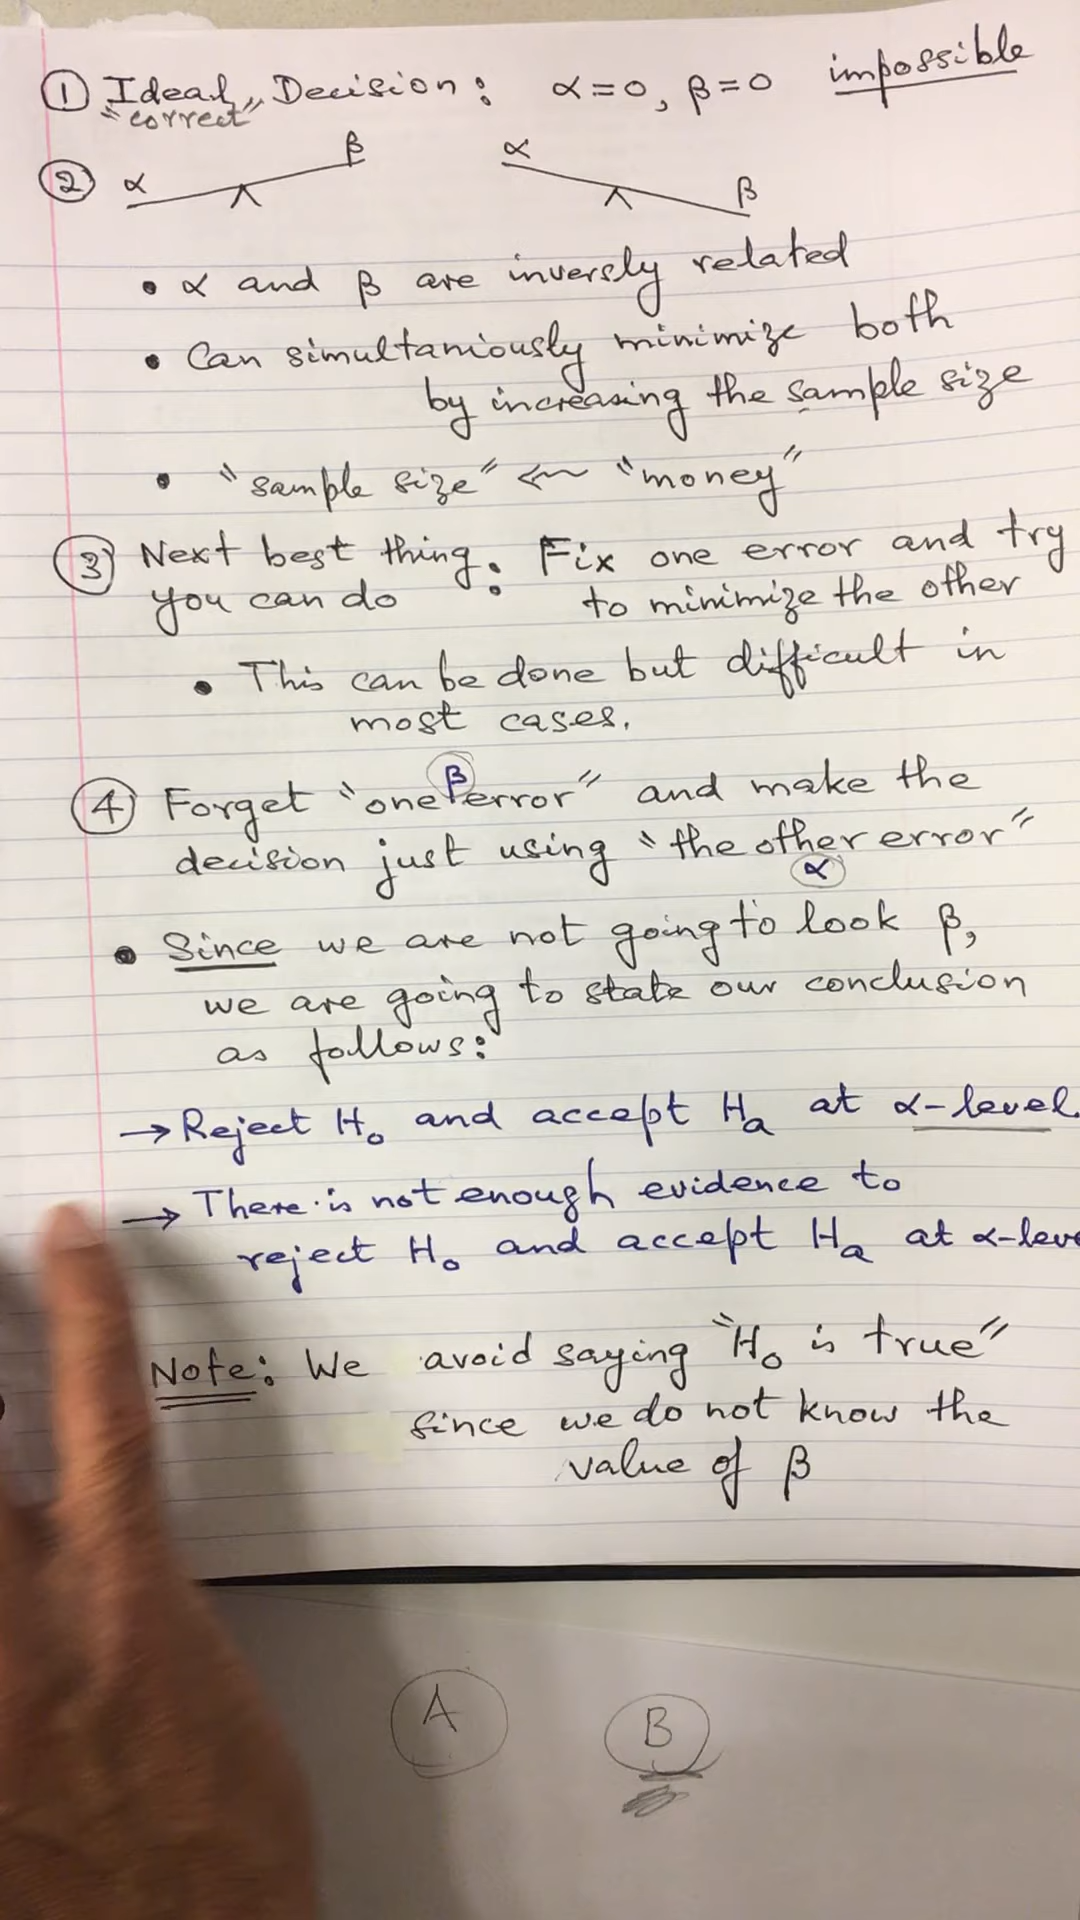 ① Ideal Decision: α=0, β=0 impossible
"correct"
② α β α β
• α and β are inversly related
• Can simultaniously minimize both
by increasing the sample size
• "sample size" ⟸ "money"
③ Next best thing: Fix one error and try
you can do to minimize the other
• This can be done but difficult in
most cases.
β
④ Forget "one error" and make the
decision just using "the other error"
α
• Since we are not going to look β,
we are going to state our conclusion
as follows:
→ Reject H₀ and accept Hₐ at α-level.
→ There is not enough evidence to
reject H₀ and accept Hₐ at α-leve
Note: We avoid saying "H₀ is true"
since we do not know the
value of β
A B